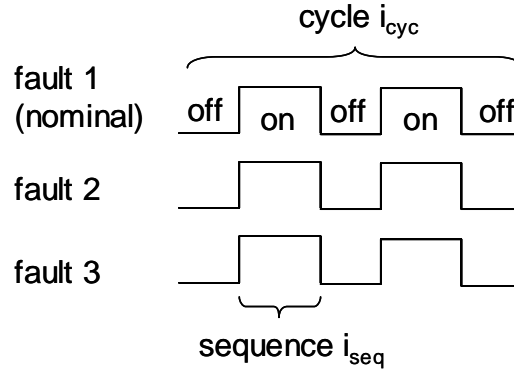 cycle i_cyc
fault 1
(nominal)
off on off on off
fault 2
fault 3
sequence i_seq